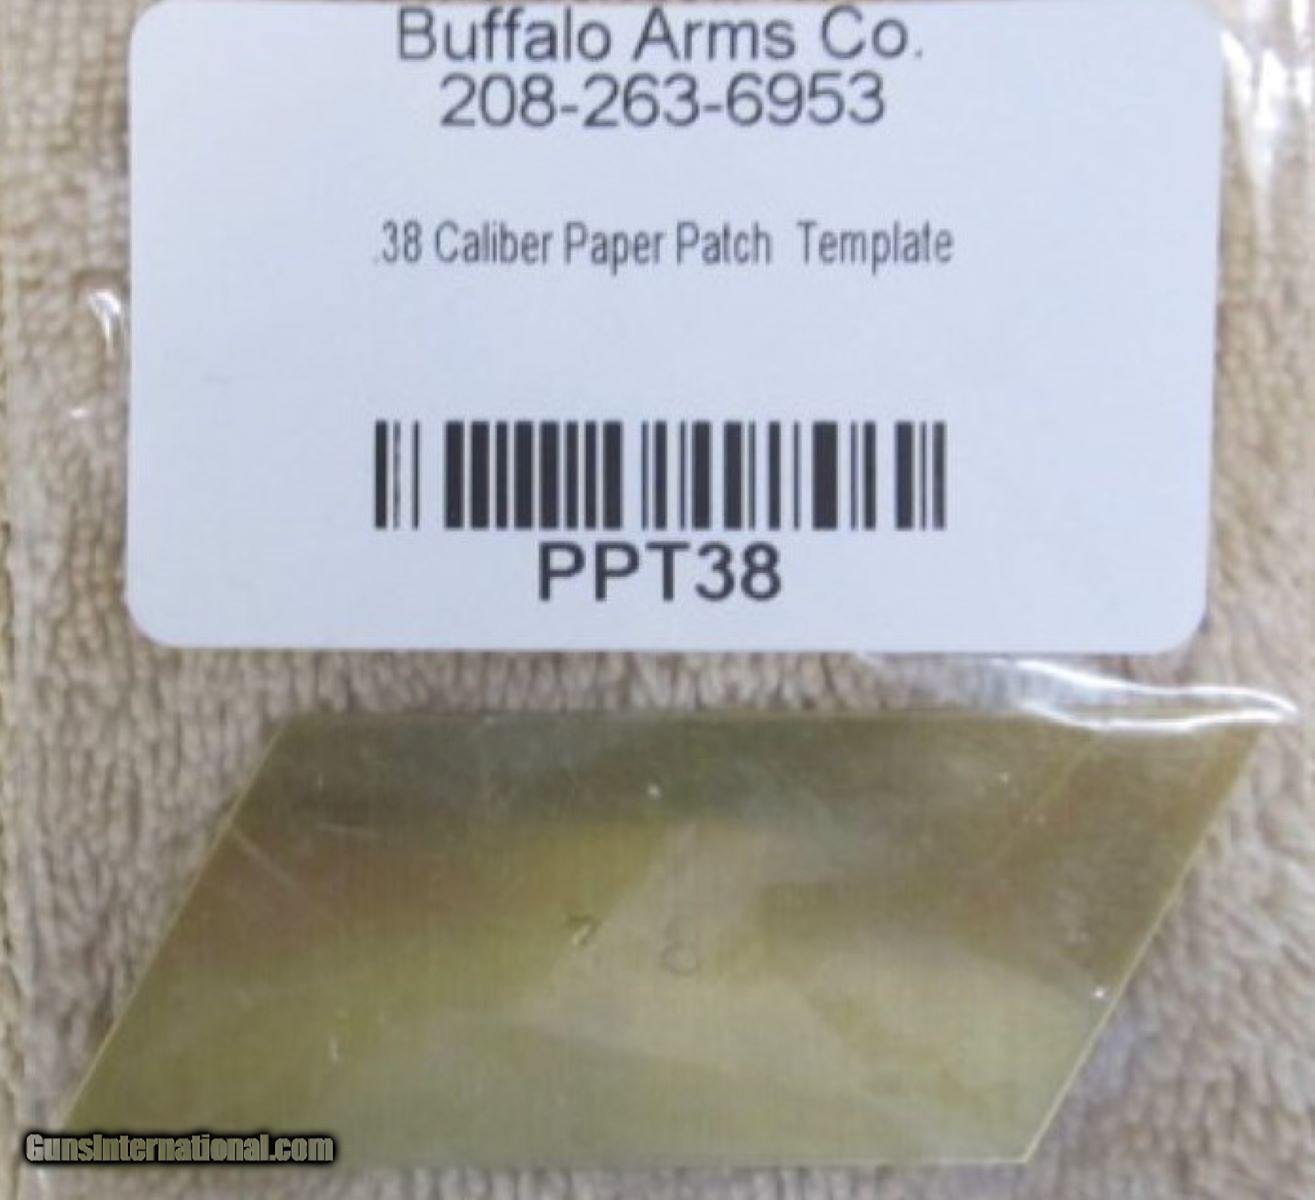 Buffalo Arms Co.
208-263-6953
.38 Caliber Paper Patch Template
PPT38
GunsInternational.com